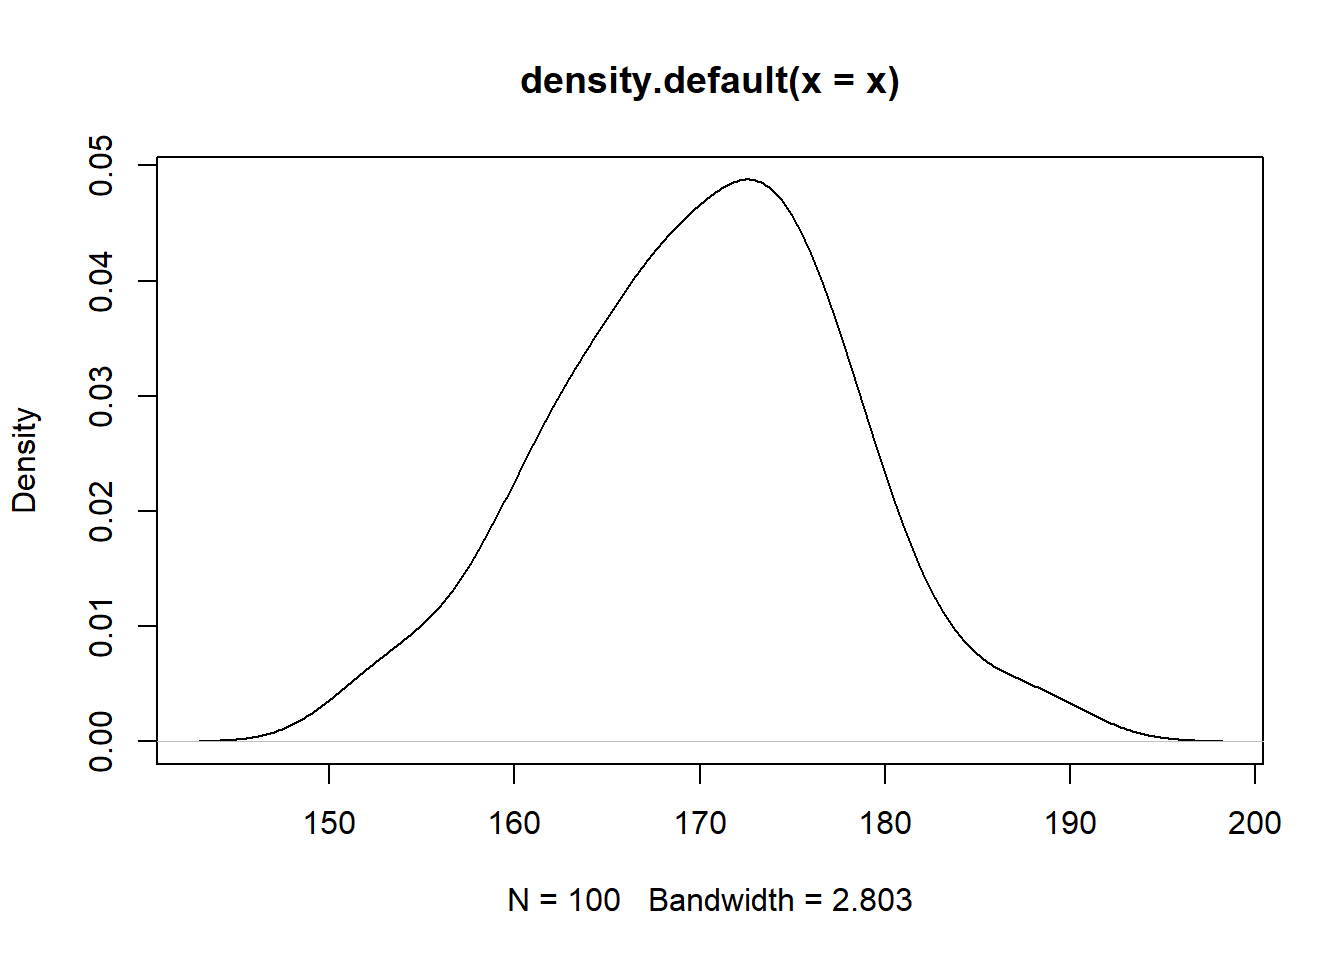 density.default(x = x)
Density
0.00
0.01
0.02
0.03
0.04
0.05
150 160 170 180 190 200
N = 100 Bandwidth = 2.803